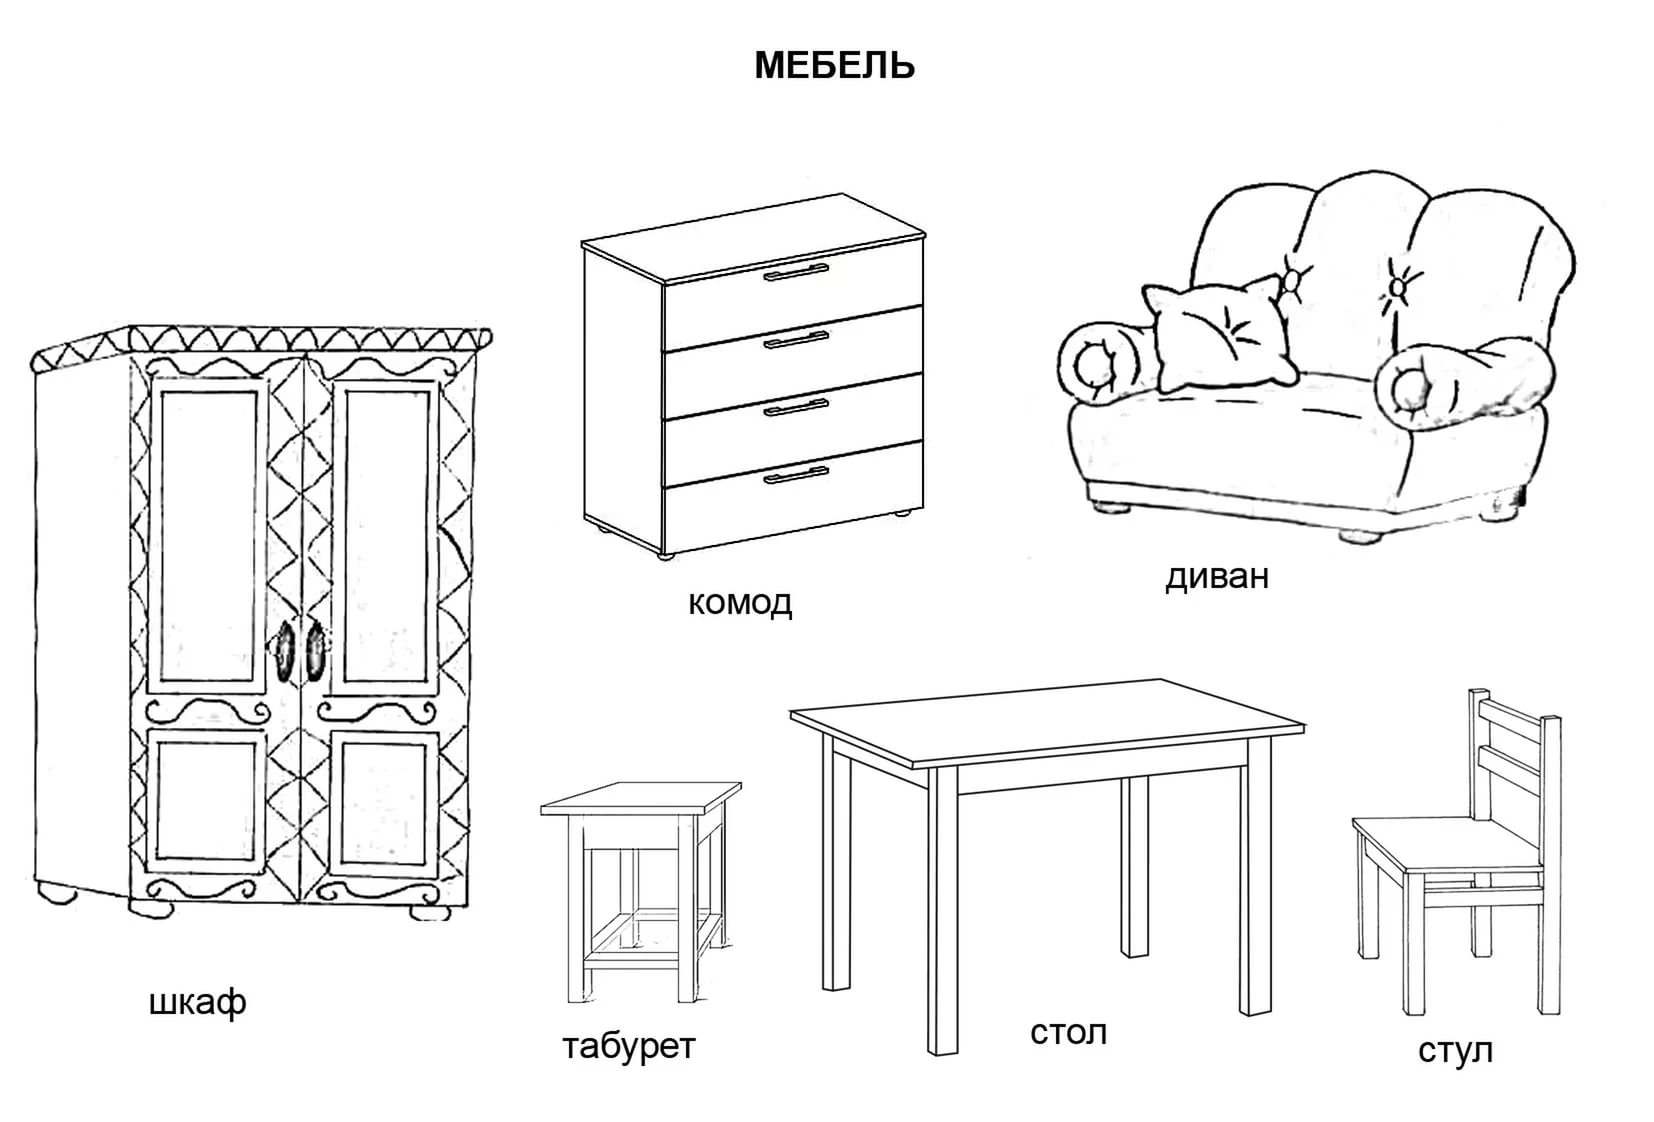 МЕБЕЛЬ
комод
диван
шкаф
табурет
стол
стул